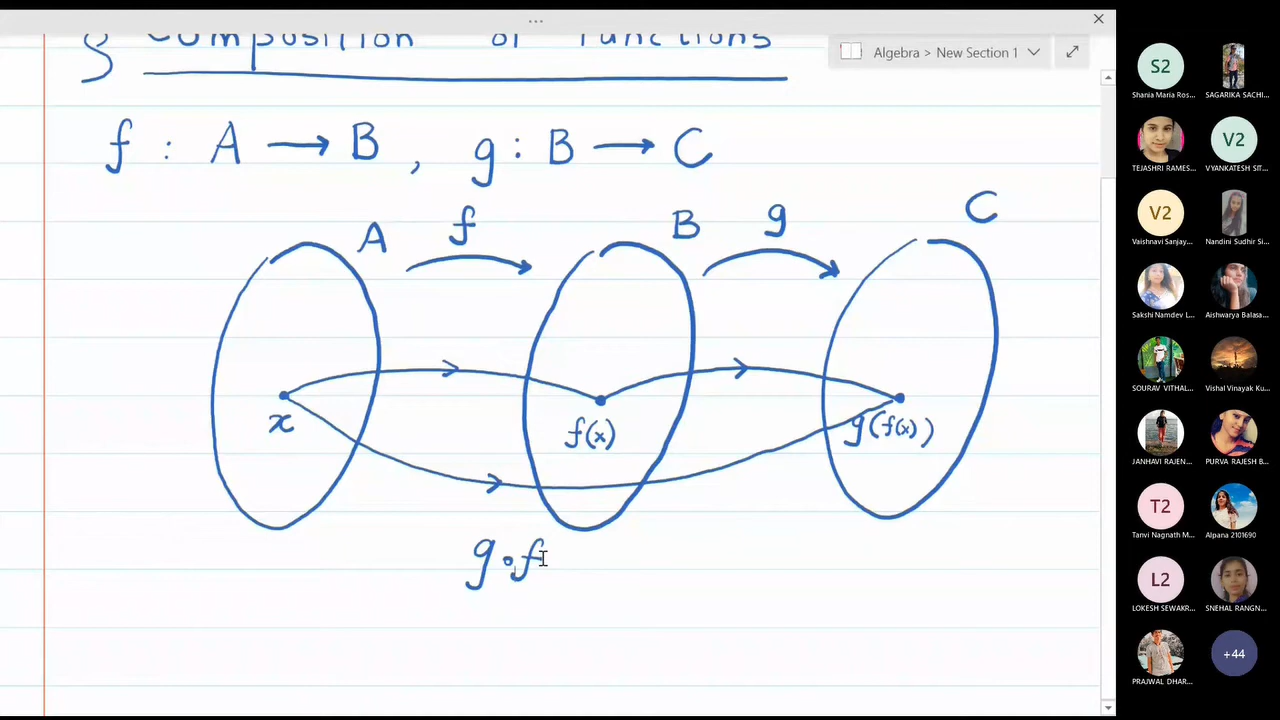 ...
Algebra > New Section 1
§ Composition of functions
f : A → B , g : B → C
A f B g C
x f(x) g(f(x))
g∘f
S2
Shania Maria Ros...
SAGARIKA SACHI...
TEJASHRI RAMES...
V2
VYANKATESH SIT...
V2
Vaishnavi Sanjay...
Nandini Sudhir Si...
Sakshi Namdev L...
Aishwarya Balasa...
SOURAV VITHAL...
Vishal Vinayak Ku...
JANHAVI RAJEN...
PURVA RAJESH B...
T2
Tanvi Nagnath M...
Alpana 2101690
L2
LOKESH SEWAKR...
SNEHAL RANGN...
PRAJWAL DHAR...
+44